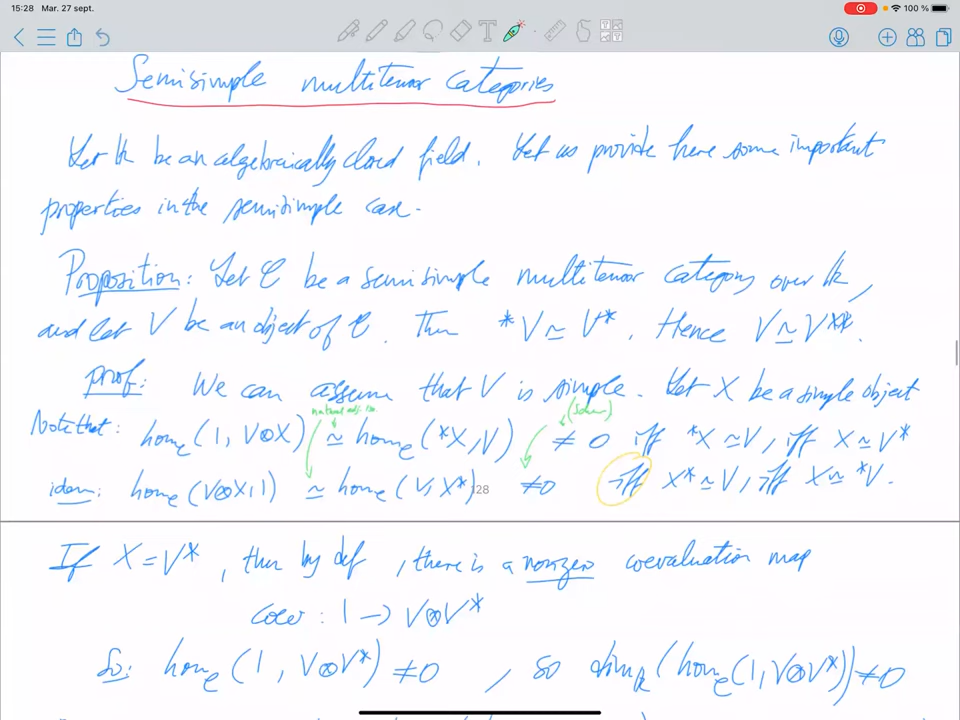 15:28 Mar. 27 sept. 100 %
Semisimple multitensor categories
Let k be an algebraically closed field. Let us provide here some important
properties in the semisimple case.
Proposition: Let C be a semisimple multitensor category over k,
and let V be an object of C. Then *V ≃ V*. Hence V ≃ V**.
proof: We can assume that V is simple. Let X be a simple object
natural adj. iso. (Schur)
Note that: hom_C(1, V⊗X) ≃ hom_C(*X, V) ≠ 0 iff *X ≃ V, iff X ≃ V*
idem: hom_C(V⊗X, 1) ≃ hom_C(V, X*) ≠ 0 iff X* ≃ V, iff X ≃ *V.
128
If X = V*, then by def, there is a nonzero coevaluation map
coev: 1 → V⊗V*
So: hom_C(1, V⊗V*) ≠ 0, so dim_k(hom_C(1, V⊗V*)) ≠ 0